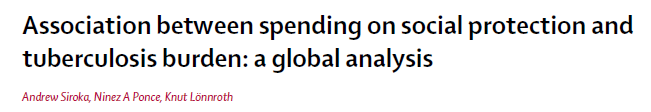 Association between spending on social protection and
tuberculosis burden: a global analysis
Andrew Siroka, Ninez A Ponce, Knut Lönnroth